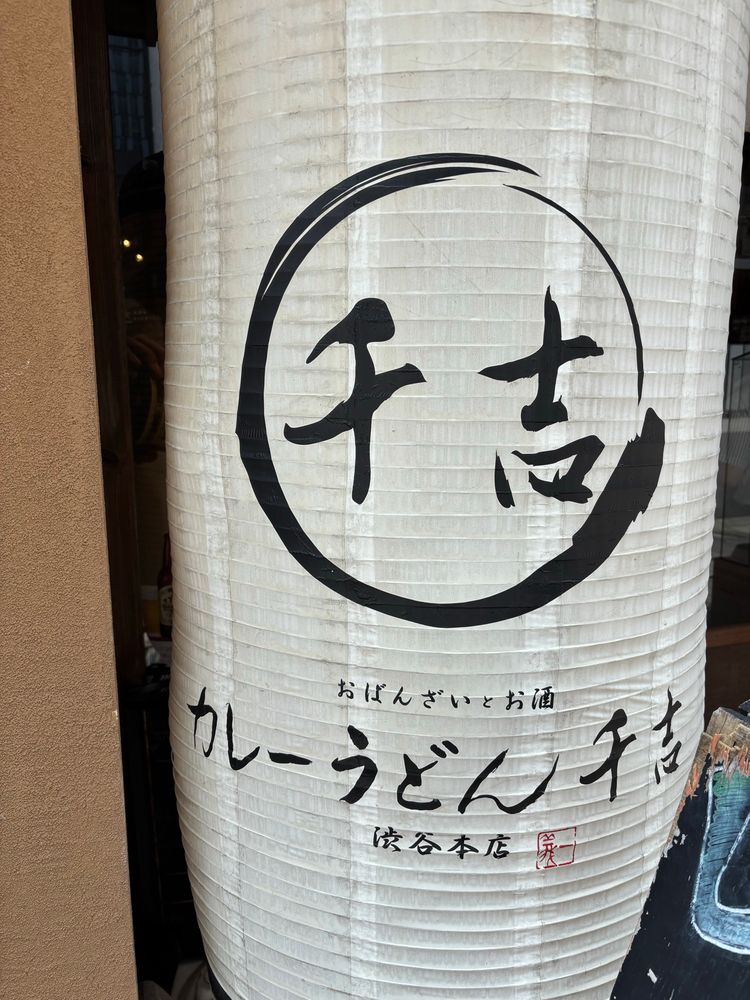 千吉
おばんざいとお酒
カレーうどん 千吉
渋谷本店